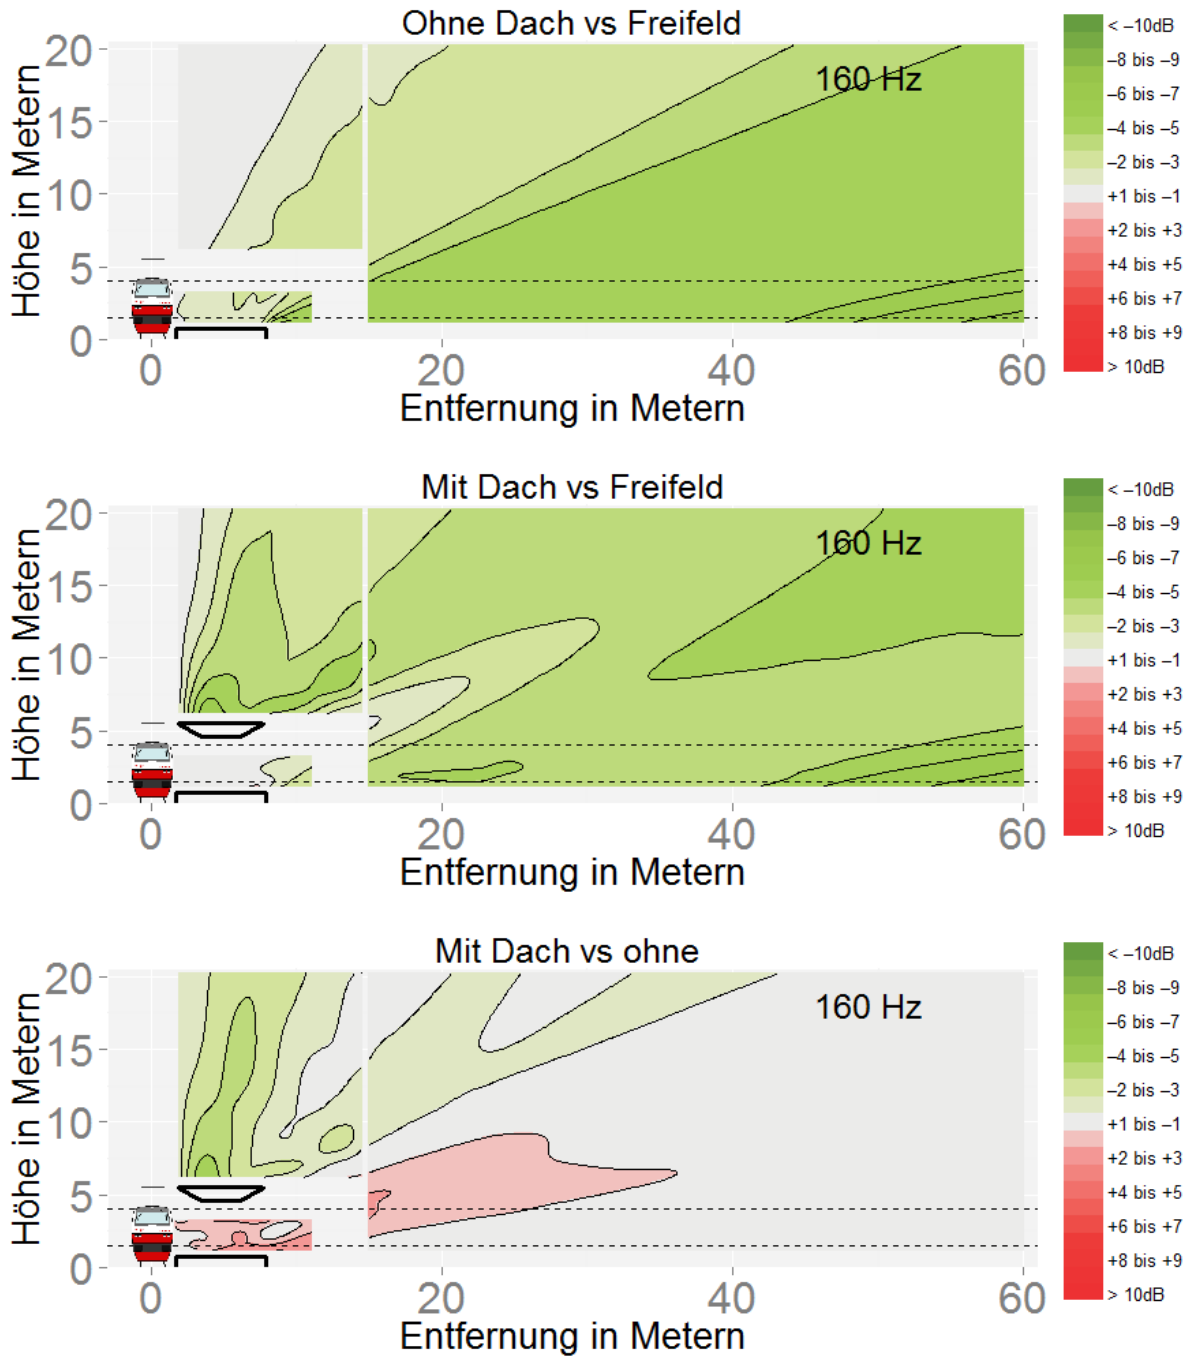 Ohne Dach vs Freifeld
160 Hz
Höhe in Metern
20
15
10
5
0
0 20 40 60
Entfernung in Metern
< –10dB
–8 bis –9
–6 bis –7
–4 bis –5
–2 bis –3
+1 bis –1
+2 bis +3
+4 bis +5
+6 bis +7
+8 bis +9
> 10dB
Mit Dach vs Freifeld
160 Hz
Höhe in Metern
20
15
10
5
0
0 20 40 60
Entfernung in Metern
< –10dB
–8 bis –9
–6 bis –7
–4 bis –5
–2 bis –3
+1 bis –1
+2 bis +3
+4 bis +5
+6 bis +7
+8 bis +9
> 10dB
Mit Dach vs ohne
160 Hz
Höhe in Metern
20
15
10
5
0
0 20 40 60
Entfernung in Metern
< –10dB
–8 bis –9
–6 bis –7
–4 bis –5
–2 bis –3
+1 bis –1
+2 bis +3
+4 bis +5
+6 bis +7
+8 bis +9
> 10dB